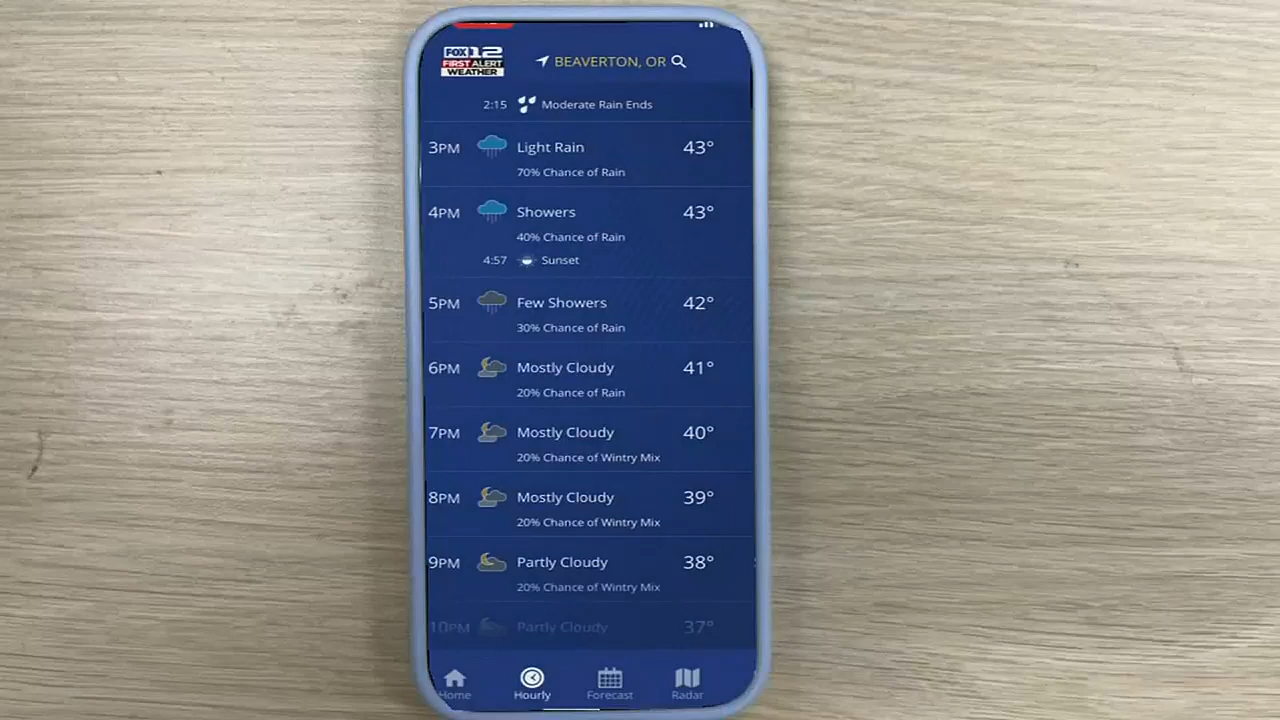 FOX 12
FIRST ALERT
WEATHER
BEAVERTON, OR
2:15 Moderate Rain Ends
3PM Light Rain 43°
70% Chance of Rain
4PM Showers 43°
40% Chance of Rain
4:57 Sunset
5PM Few Showers 42°
30% Chance of Rain
6PM Mostly Cloudy 41°
20% Chance of Rain
7PM Mostly Cloudy 40°
20% Chance of Wintry Mix
8PM Mostly Cloudy 39°
20% Chance of Wintry Mix
9PM Partly Cloudy 38°
20% Chance of Wintry Mix
10PM Partly Cloudy 37°
Home Hourly Forecast Radar